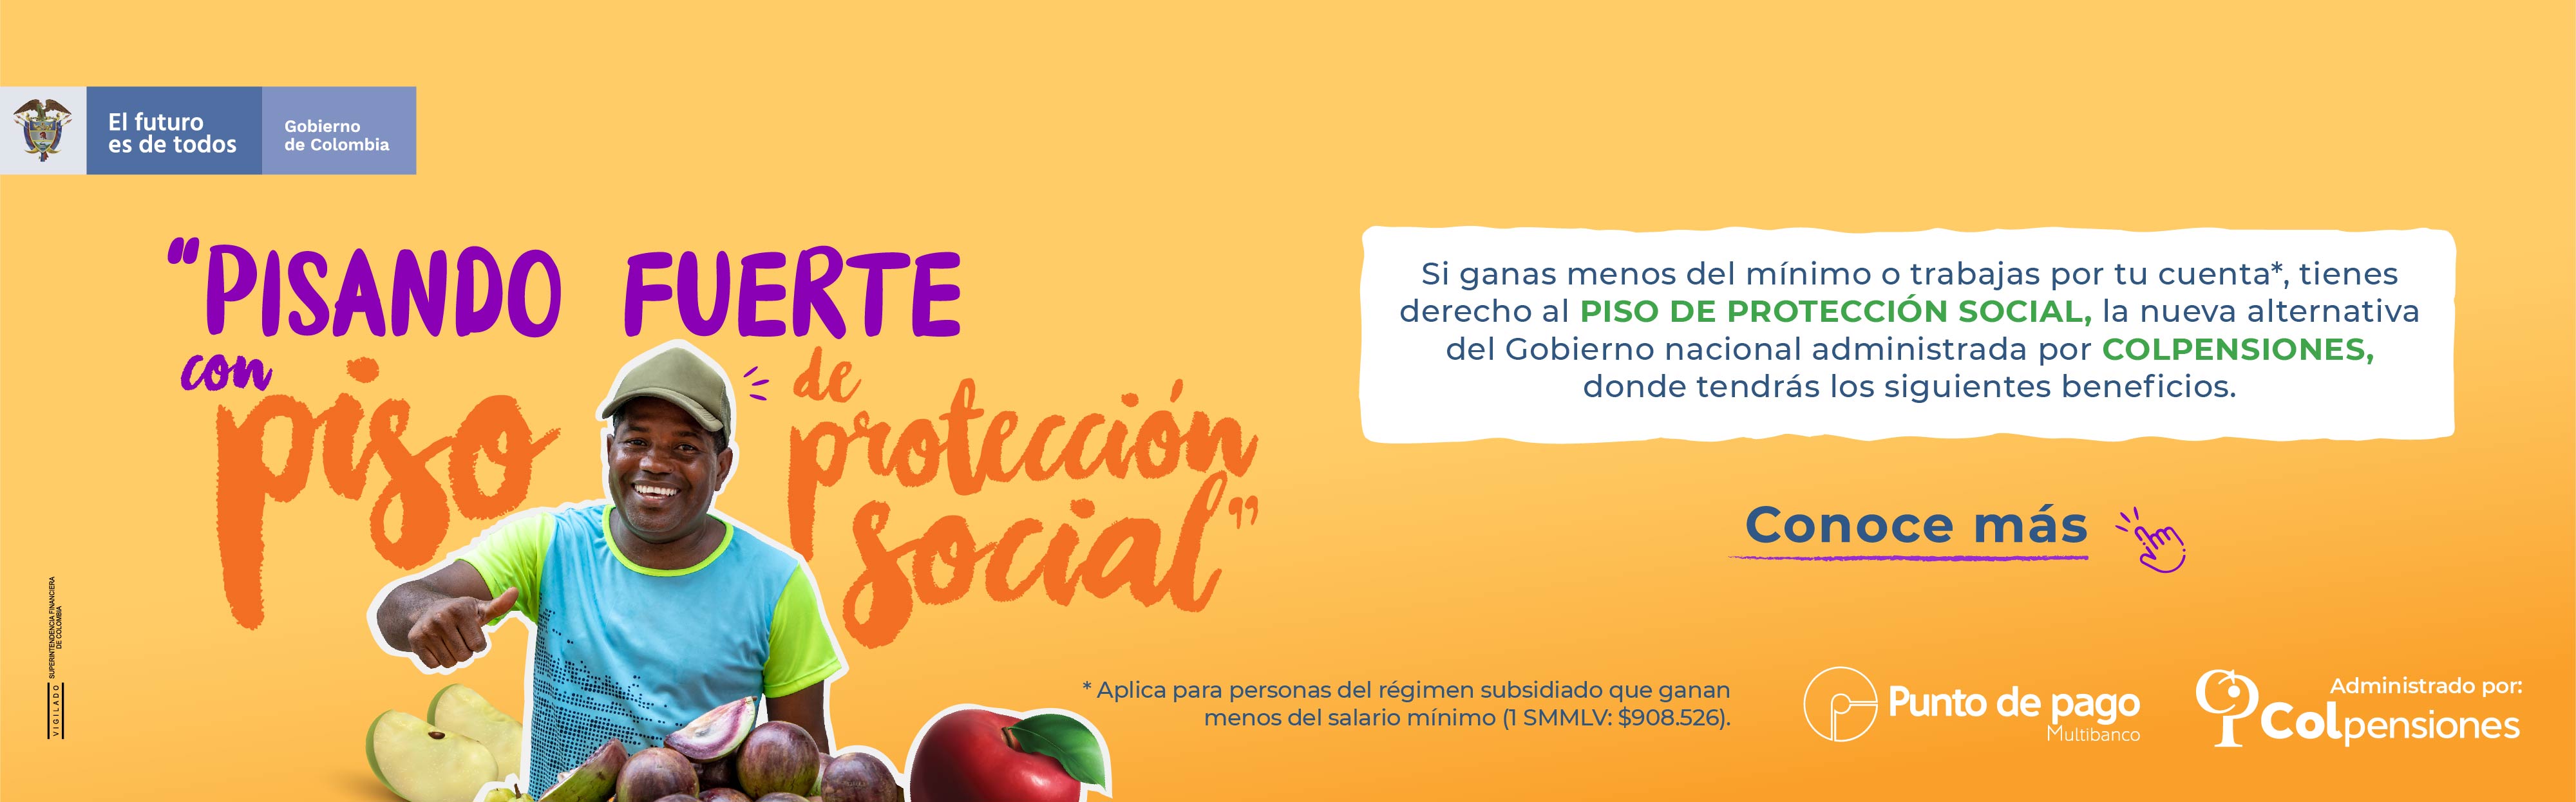 El futuro
es de todos
Gobierno
de Colombia
“PISANDO FUERTE
con piso de
protección
social”
Si ganas menos del mínimo o trabajas por tu cuenta*, tienes
derecho al PISO DE PROTECCIÓN SOCIAL, la nueva alternativa
del Gobierno nacional administrada por COLPENSIONES,
donde tendrás los siguientes beneficios.
Conoce más
* Aplica para personas del régimen subsidiado que ganan
menos del salario mínimo (1 SMMLV: $908.526).
Punto de pago
Multibanco
Administrado por:
Colpensiones
VIGILADO
SUPERINTENDENCIA FINANCIERA
DE COLOMBIA